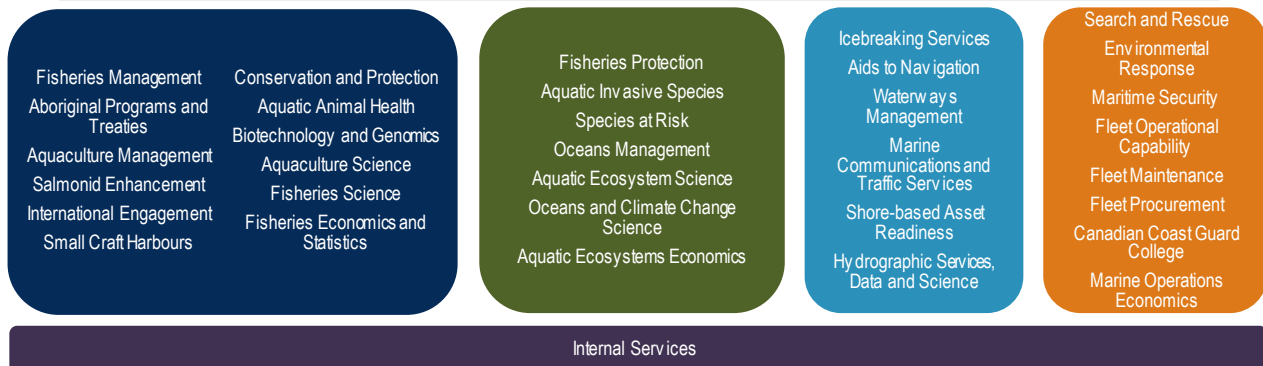 Fisheries Management
Aboriginal Programs and
Treaties
Aquaculture Management
Salmonid Enhancement
International Engagement
Small Craft Harbours
Conservation and Protection
Aquatic Animal Health
Biotechnology and Genomics
Aquaculture Science
Fisheries Science
Fisheries Economics and
Statistics
Fisheries Protection
Aquatic Invasive Species
Species at Risk
Oceans Management
Aquatic Ecosystem Science
Oceans and Climate Change
Science
Aquatic Ecosystems Economics
Icebreaking Services
Aids to Navigation
Waterways
Management
Marine
Communications and
Traffic Services
Shore-based Asset
Readiness
Hydrographic Services,
Data and Science
Search and Rescue
Environmental
Response
Maritime Security
Fleet Operational
Capability
Fleet Maintenance
Fleet Procurement
Canadian Coast Guard
College
Marine Operations
Economics
Internal Services